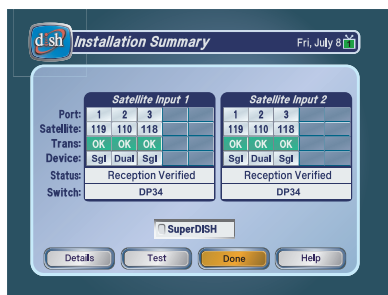 dish Installation Summary Fri, July 8 1
Satellite Input 1 Satellite Input 2
Port: 1 2 3 1 2 3
Satellite: 119 110 118 119 110 118
Trans: OK OK OK OK OK OK
Device: Sgl Dual Sgl Sgl Dual Sgl
Status: Reception Verified Reception Verified
Switch: DP34 DP34
SuperDISH
Details Test Done Help